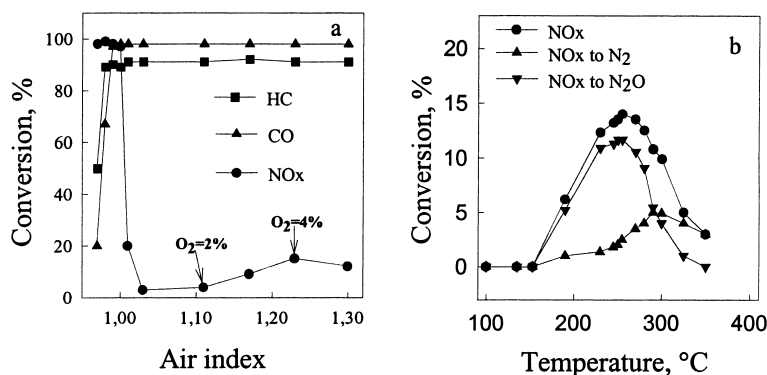 a
Conversion, %
100
80
60
40
20
0
HC
CO
NOx
O₂=2%
O₂=4%
1,00
1,10
1,20
1,30
Air index
b
Conversion, %
20
15
10
5
0
NOx
NOx to N₂
NOx to N₂O
100
200
300
400
Temperature, °C